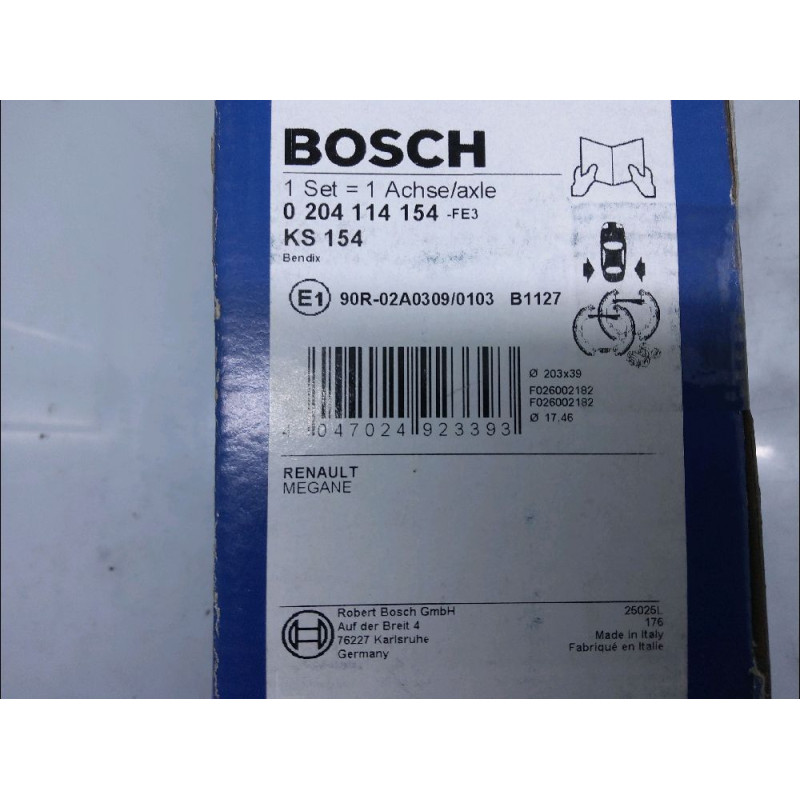 BOSCH
1 Set = 1 Achse/axle
0 204 114 154 -FE3
KS 154
Bendix
E1 90R-02A0309/0103 B1127
Ø 203x39
F026002182
F026002182
Ø 17,46
4 047024 923393
RENAULT
MEGANE
Robert Bosch GmbH
Auf der Breit 4
76227 Karlsruhe
Germany
25025L
176
Made in Italy
Fabriqué en Italie